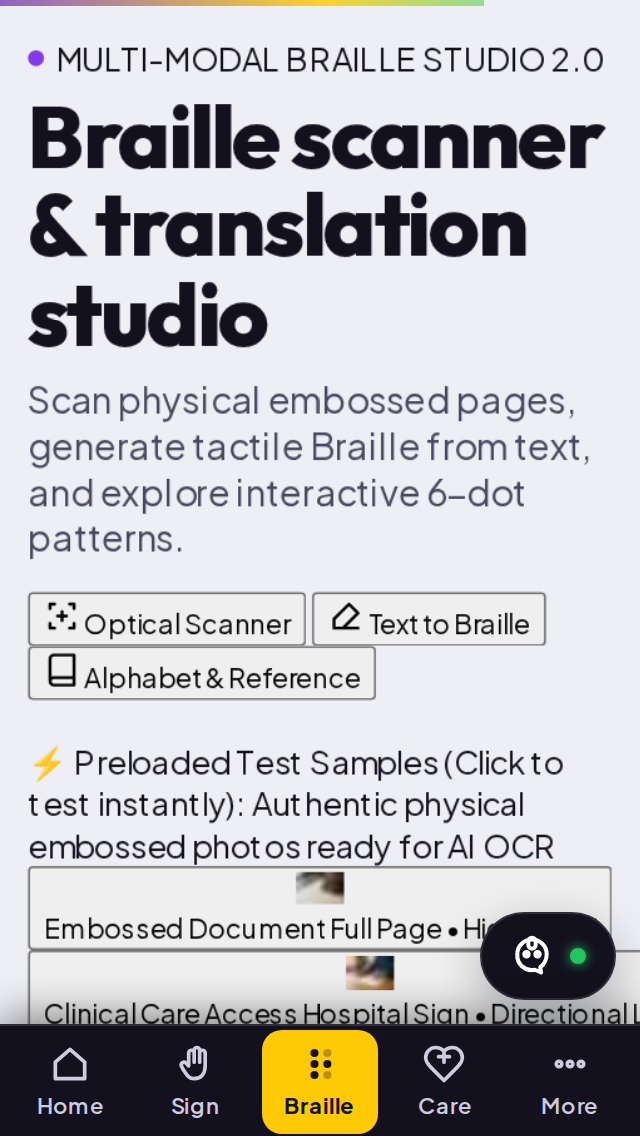 MULTI-MODAL BRAILLE STUDIO 2.0
Braille scanner
& translation
studio
Scan physical embossed pages,
generate tactile Braille from text,
and explore interactive 6–dot
patterns.
Optical Scanner
Text to Braille
Alphabet & Reference
⚡ Preloaded Test Samples (Click to
test instantly): Authentic physical
embossed photos ready for AI OCR
Embossed Document Full Page •
Clinical Care Access Hospital Sign • Directional
Home
Sign
Braille
Care
More